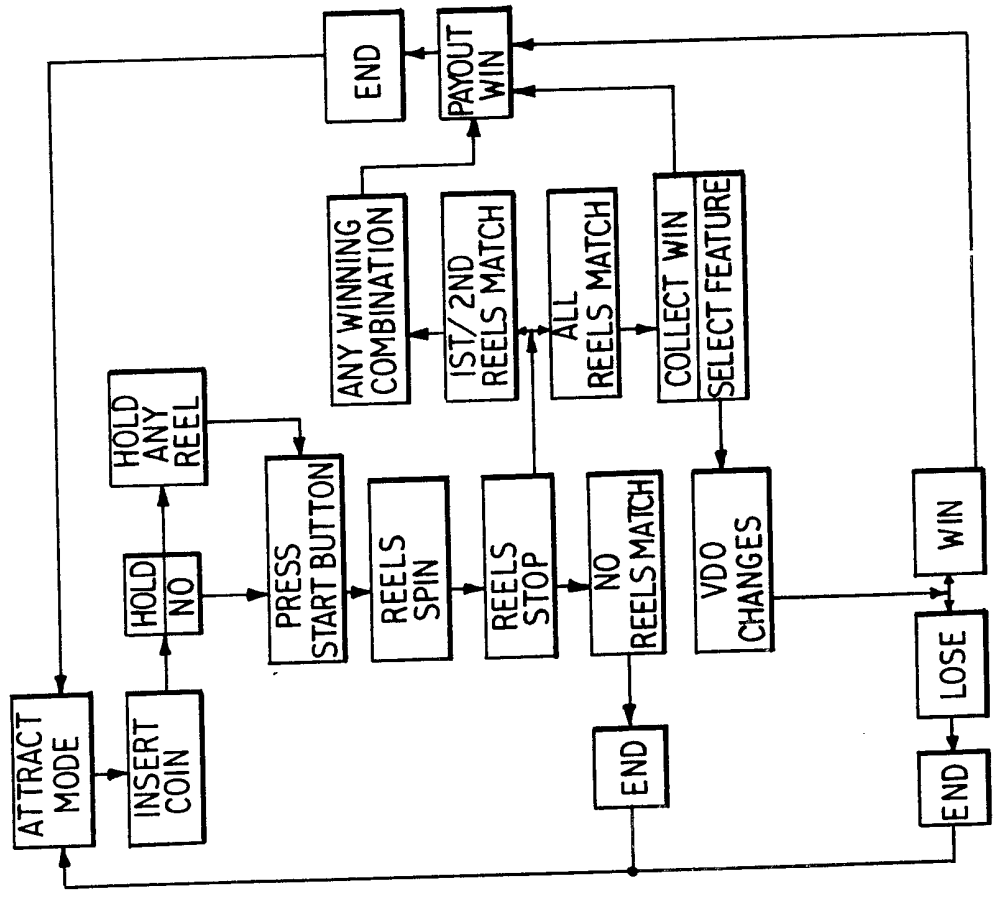 ATTRACT
MODE
INSERT
COIN
HOLD
NO
HOLD
ANY
REEL
PRESS
START BUTTON
REELS
SPIN
REELS
STOP
NO
REELS MATCH
END
ANY WINNING
COMBINATION
1ST/2ND
REELS MATCH
ALL
REELS MATCH
COLLECT WIN
SELECT FEATURE
VDO
CHANGES
WIN
LOSE
END
PAYOUT
WIN
END